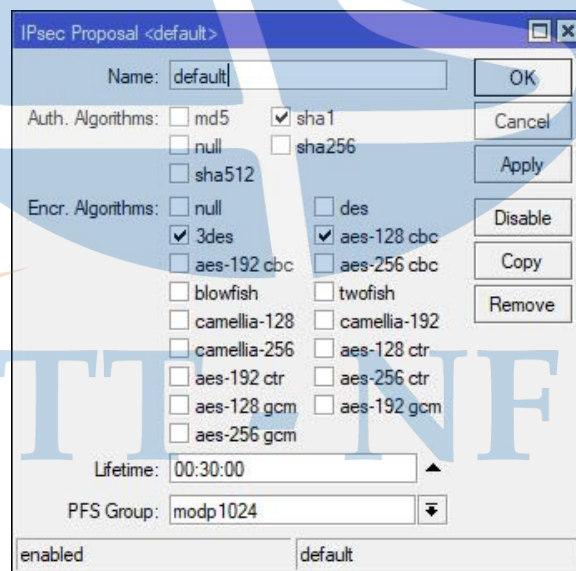 IPsec Proposal <default>
Name: default
OK
Auth. Algorithms: md5 sha1
Cancel
null sha256
Apply
sha512
Encr. Algorithms: null des
Disable
3des aes-128 cbc
Copy
aes-192 cbc aes-256 cbc
blowfish twofish
Remove
camellia-128 camellia-192
camellia-256 aes-128 ctr
aes-192 ctr aes-256 ctr
aes-128 gcm aes-192 gcm
aes-256 gcm
Lifetime: 00:30:00
PFS Group: modp1024
enabled default
TT - NF